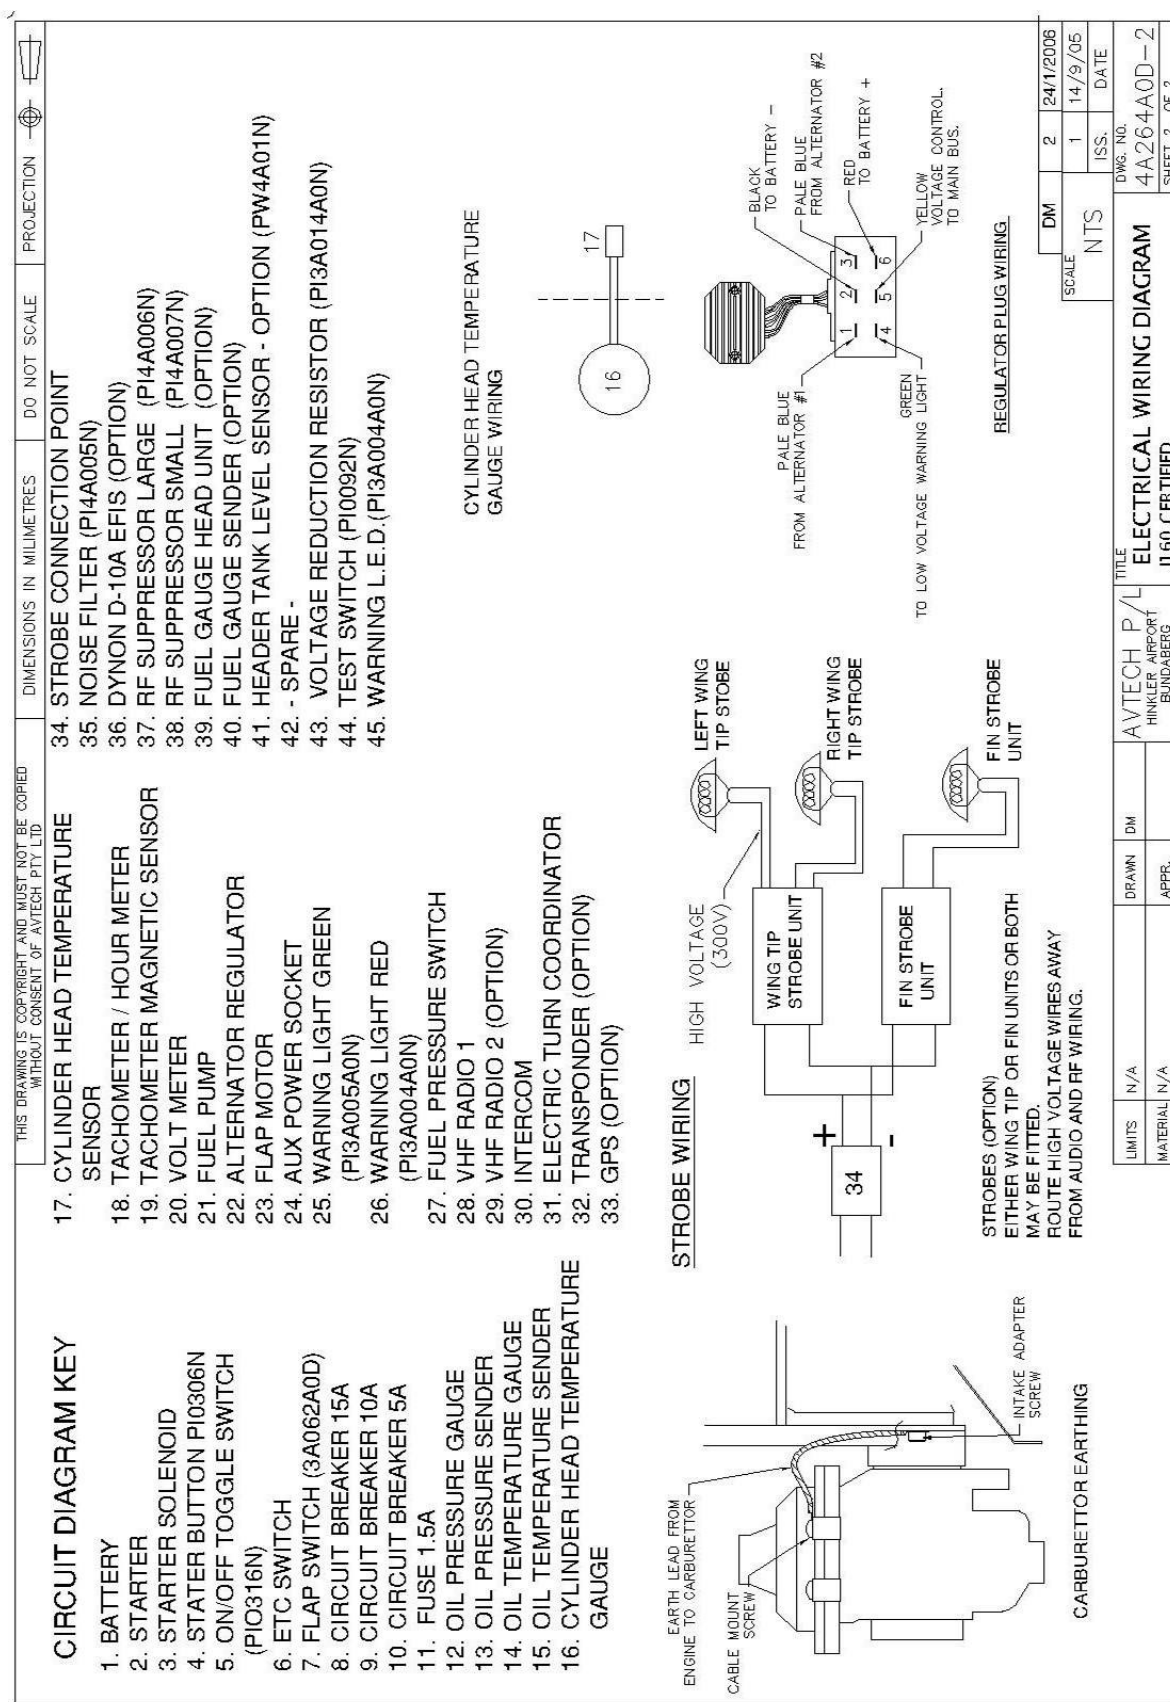 THIS DRAWING IS COPYRIGHT AND MUST NOT BE COPIED
WITHOUT CONSENT OF AVTECH PTY LTD
DIMENSIONS IN MILIMETRES
DO NOT SCALE
PROJECTION
CIRCUIT DIAGRAM KEY
1. BATTERY
2. STARTER
3. STARTER SOLENOID
4. STATER BUTTON PI0306N
5. ON/OFF TOGGLE SWITCH
(PIO316N)
6. ETC SWITCH
7. FLAP SWITCH (3A062A0D)
8. CIRCUIT BREAKER 15A
9. CIRCUIT BREAKER 10A
10. CIRCUIT BREAKER 5A
11. FUSE 1.5A
12. OIL PRESSURE GAUGE
13. OIL PRESSURE SENDER
14. OIL TEMPERATURE GAUGE
15. OIL TEMPERATURE SENDER
16. CYLINDER HEAD TEMPERATURE
GAUGE
17. CYLINDER HEAD TEMPERATURE
SENSOR
18. TACHOMETER / HOUR METER
19. TACHOMETER MAGNETIC SENSOR
20. VOLT METER
21. FUEL PUMP
22. ALTERNATOR REGULATOR
23. FLAP MOTOR
24. AUX POWER SOCKET
25. WARNING LIGHT GREEN
(PI3A005A0N)
26. WARNING LIGHT RED
(PI3A004A0N)
27. FUEL PRESSURE SWITCH
28. VHF RADIO 1
29. VHF RADIO 2 (OPTION)
30. INTERCOM
31. ELECTRIC TURN COORDINATOR
32. TRANSPONDER (OPTION)
33. GPS (OPTION)
34. STROBE CONNECTION POINT
35. NOISE FILTER (PI4A005N)
36. DYNON D-10A EFIS (OPTION)
37. RF SUPPRESSOR LARGE (PI4A006N)
38. RF SUPPRESSOR SMALL (PI4A007N)
39. FUEL GAUGE HEAD UNIT (OPTION)
40. FUEL GAUGE SENDER (OPTION)
41. HEADER TANK LEVEL SENSOR - OPTION (PW4A01N)
42. - SPARE -
43. VOLTAGE REDUCTION RESISTOR (PI3A014A0N)
44. TEST SWITCH (PI0092N)
45. WARNING L.E.D.(PI3A004A0N)
CYLINDER HEAD TEMPERATURE
GAUGE WIRING
16
17
EARTH LEAD FROM
ENGINE TO CARBURETTOR
CABLE MOUNT
SCREW
INTAKE ADAPTER
SCREW
CARBURETTOR EARTHING
STROBE WIRING
HIGH VOLTAGE
(300V)
LEFT WING
TIP STOBE
WING TIP
STROBE UNIT
RIGHT WING
TIP STROBE
+
34
-
FIN STROBE
UNIT
FIN STROBE
UNIT
STROBES (OPTION)
EITHER WING TIP OR FIN UNITS OR BOTH
MAY BE FITTED.
ROUTE HIGH VOLTAGE WIRES AWAY
FROM AUDIO AND RF WIRING.
BLACK
TO BATTERY -
PALE BLUE
FROM ALTERNATOR #2
PALE BLUE
FROM ALTERNATOR #1
1 2 3
4 5 6
RED
TO BATTERY +
GREEN
TO LOW VOLTAGE WARNING LIGHT
YELLOW
VOLTAGE CONTROL.
TO MAIN BUS.
REGULATOR PLUG WIRING
DM 2 24/1/2006
SCALE
NTS
1 14/9/05
ISS. DATE
LIMITS N/A
MATERIAL N/A
DRAWN DM
APPR.
AVTECH P/L
HINKLER AIRPORT
BUNDABERG
TITLE
ELECTRICAL WIRING DIAGRAM
J160 CERTIFIED
DWG. NO.
4A264A0D-2
SHEET 2 OF 2